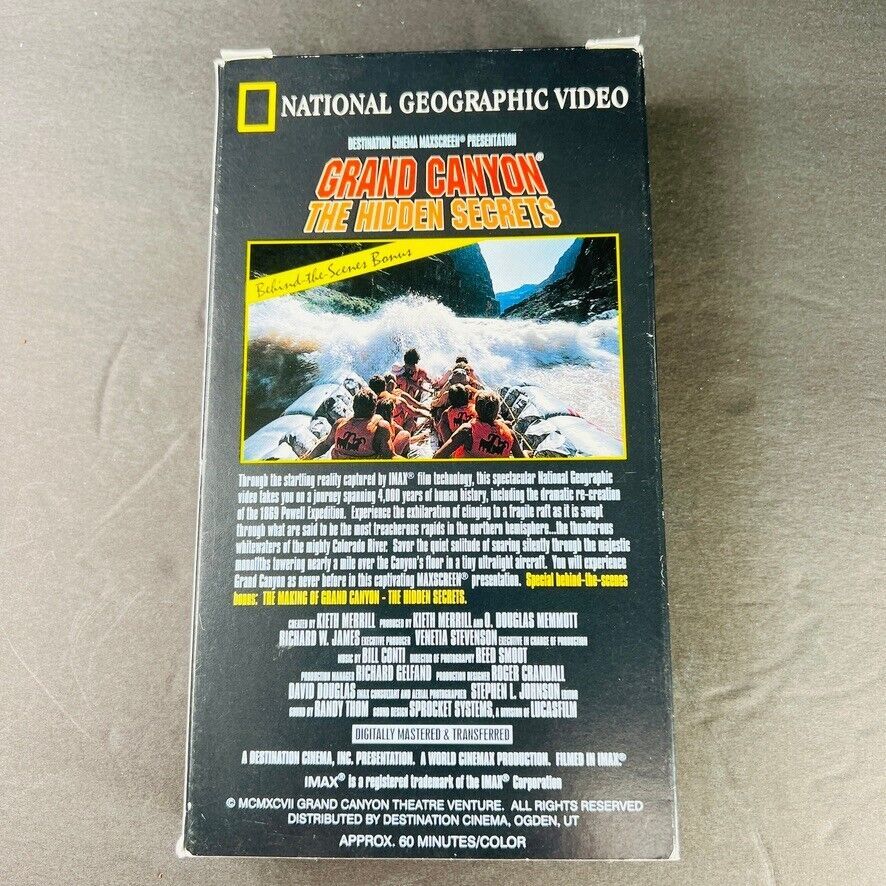 NATIONAL GEOGRAPHIC VIDEO
DESTINATION CINEMA MAXSCREEN® PRESENTATION
GRAND CANYON®
THE HIDDEN SECRETS
Behind-the-Scenes Bonus
Through the startling reality captured by IMAX® film technology, this spectacular National Geographic
video takes you on a journey spanning 4,000 years of human history, including the dramatic re-creation
of the 1869 Powell Expedition. Experience the exhilaration of clinging to a fragile raft as it is swept
through what are said to be the most treacherous rapids in the northern hemisphere...the thunderous
whitewaters of the mighty Colorado River. Savor the quiet solitude of soaring silently through the majestic
monoliths towering nearly a mile over the Canyon's floor in a tiny ultralight aircraft. You will experience
Grand Canyon as never before in this captivating MAXSCREEN® presentation. Special behind-the-scenes
bonus: THE MAKING OF GRAND CANYON - THE HIDDEN SECRETS.
CREATED BY KIETH MERRILL PRODUCED BY KIETH MERRILL AND O. DOUGLAS MEMMOTT
RICHARD W. JAMES EXECUTIVE PRODUCER VENETIA STEVENSON EXECUTIVE IN CHARGE OF PRODUCTION
MUSIC BY BILL CONTI DIRECTOR OF PHOTOGRAPHY REED SMOOT
PRODUCTION MANAGER RICHARD GELFAND PRODUCTION DESIGNER ROGER CRANDALL
DAVID DOUGLAS IMAX CONSULTANT AND AERIAL PHOTOGRAPHER STEPHEN L. JOHNSON EDITOR
SOUND BY RANDY THOM SOUND DESIGN SPROCKET SYSTEMS, A DIVISION OF LUCASFILM
DIGITALLY MASTERED & TRANSFERRED
A DESTINATION CINEMA, INC. PRESENTATION. A WORLD CINEMAX PRODUCTION. FILMED IN IMAX®
IMAX® is a registered trademark of the IMAX® Corporation
© MCMXCVII GRAND CANYON THEATRE VENTURE. ALL RIGHTS RESERVED
DISTRIBUTED BY DESTINATION CINEMA, OGDEN, UT
APPROX. 60 MINUTES/COLOR